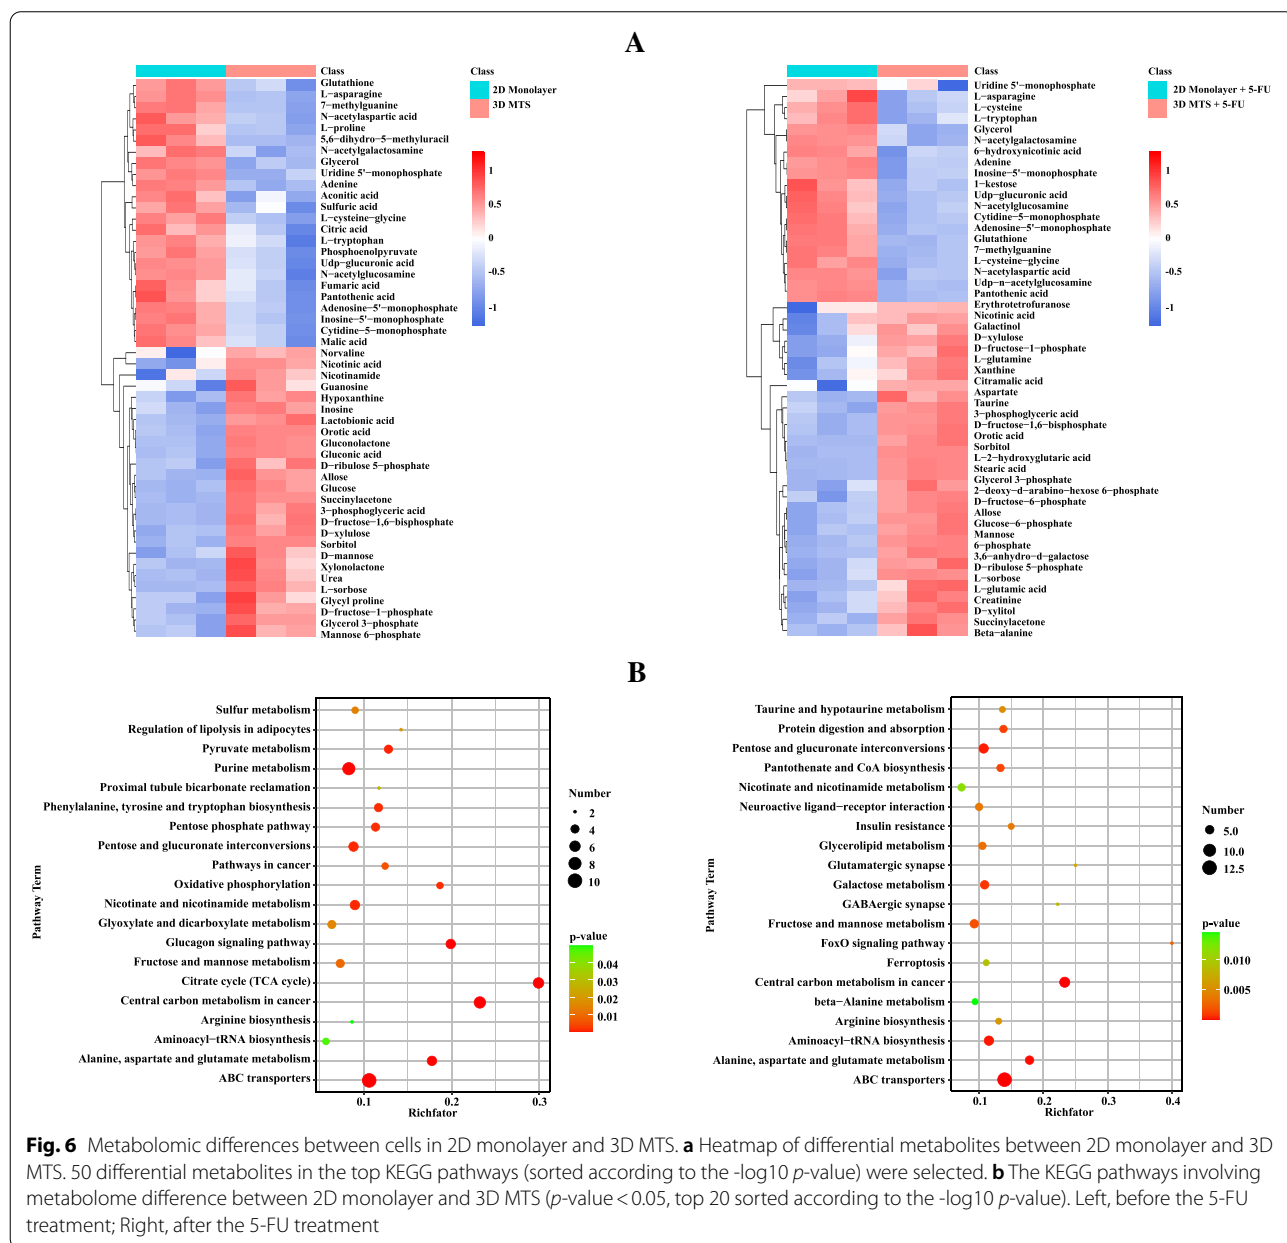 A
Class
Glutathione
L−asparagine
7−methylguanine
N−acetylaspartic acid
L−proline
5,6−dihydro−5−methyluracil
N−acetylgalactosamine
Glycerol
Uridine 5'−monophosphate
Adenine
Aconitic acid
Sulfuric acid
L−cysteine−glycine
Citric acid
L−tryptophan
Phosphoenolpyruvate
Udp−glucuronic acid
N−acetylglucosamine
Fumaric acid
Pantothenic acid
Adenosine−5'−monophosphate
Inosine−5'−monophosphate
Cytidine−5−monophosphate
Malic acid
Norvaline
Nicotinic acid
Nicotinamide
Guanosine
Hypoxanthine
Inosine
Lactobionic acid
Orotic acid
Gluconolactone
Gluconic acid
D−ribulose 5−phosphate
Allose
Glucose
Succinylacetone
3−phosphoglyceric acid
D−fructose−1,6−bisphosphate
D−xylulose
Sorbitol
D−mannose
Xylonolactone
Urea
L−sorbose
Glycyl proline
D−fructose−1−phosphate
Glycerol 3−phosphate
Mannose 6−phosphate
Class
2D Monolayer
3D MTS
1
0.5
0
-0.5
-1
Class
Uridine 5'−monophosphate
L−asparagine
L−cysteine
L−tryptophan
Glycerol
N−acetylgalactosamine
6−hydroxynicotinic acid
Adenine
Inosine−5'−monophosphate
1−kestose
Udp−glucuronic acid
N−acetylglucosamine
Cytidine−5−monophosphate
Adenosine−5'−monophosphate
Glutathione
7−methylguanine
L−cysteine−glycine
N−acetylaspartic acid
Udp−n−acetylglucosamine
Pantothenic acid
Erythrotetrofuranose
Nicotinic acid
Galactinol
D−xylulose
D−fructose−1−phosphate
L−glutamine
Xanthine
Citramalic acid
Aspartate
Taurine
3−phosphoglyceric acid
D−fructose−1,6−bisphosphate
Orotic acid
Sorbitol
L−2−hydroxyglutaric acid
Stearic acid
Glycerol 3−phosphate
2−deoxy−d−arabino−hexose 6−phosphate
D−fructose−6−phosphate
Allose
Glucose−6−phosphate
Mannose
6−phosphate
3,6−anhydro−d−galactose
D−ribulose 5−phosphate
L−sorbose
L−glutamic acid
Creatinine
D−xylitol
Succinylacetone
Beta−alanine
Class
2D Monolayer + 5-FU
3D MTS + 5-FU
1
0.5
0
-0.5
-1
B
Pathway Term
Sulfur metabolism
Regulation of lipolysis in adipocytes
Pyruvate metabolism
Purine metabolism
Proximal tubule bicarbonate reclamation
Phenylalanine, tyrosine and tryptophan biosynthesis
Pentose phosphate pathway
Pentose and glucuronate interconversions
Pathways in cancer
Oxidative phosphorylation
Nicotinate and nicotinamide metabolism
Glyoxylate and dicarboxylate metabolism
Glucagon signaling pathway
Fructose and mannose metabolism
Citrate cycle (TCA cycle)
Central carbon metabolism in cancer
Arginine biosynthesis
Aminoacyl−tRNA biosynthesis
Alanine, aspartate and glutamate metabolism
ABC transporters
0.1 0.2 0.3
Richfator
Number
2
4
6
8
10
p-value
0.04
0.03
0.02
0.01
Pathway Term
Taurine and hypotaurine metabolism
Protein digestion and absorption
Pentose and glucuronate interconversions
Pantothenate and CoA biosynthesis
Nicotinate and nicotinamide metabolism
Neuroactive ligand−receptor interaction
Insulin resistance
Glycerolipid metabolism
Glutamatergic synapse
Galactose metabolism
GABAergic synapse
Fructose and mannose metabolism
FoxO signaling pathway
Ferroptosis
Central carbon metabolism in cancer
beta−Alanine metabolism
Arginine biosynthesis
Aminoacyl−tRNA biosynthesis
Alanine, aspartate and glutamate metabolism
ABC transporters
0.1 0.2 0.3 0.4
Richfator
Number
5.0
10.0
12.5
p-value
0.010
0.005
Fig. 6 Metabolomic differences between cells in 2D monolayer and 3D MTS. a Heatmap of differential metabolites between 2D monolayer and 3D
MTS. 50 differential metabolites in the top KEGG pathways (sorted according to the -log10 p-value) were selected. b The KEGG pathways involving
metabolome difference between 2D monolayer and 3D MTS (p-value < 0.05, top 20 sorted according to the -log10 p-value). Left, before the 5-FU
treatment; Right, after the 5-FU treatment